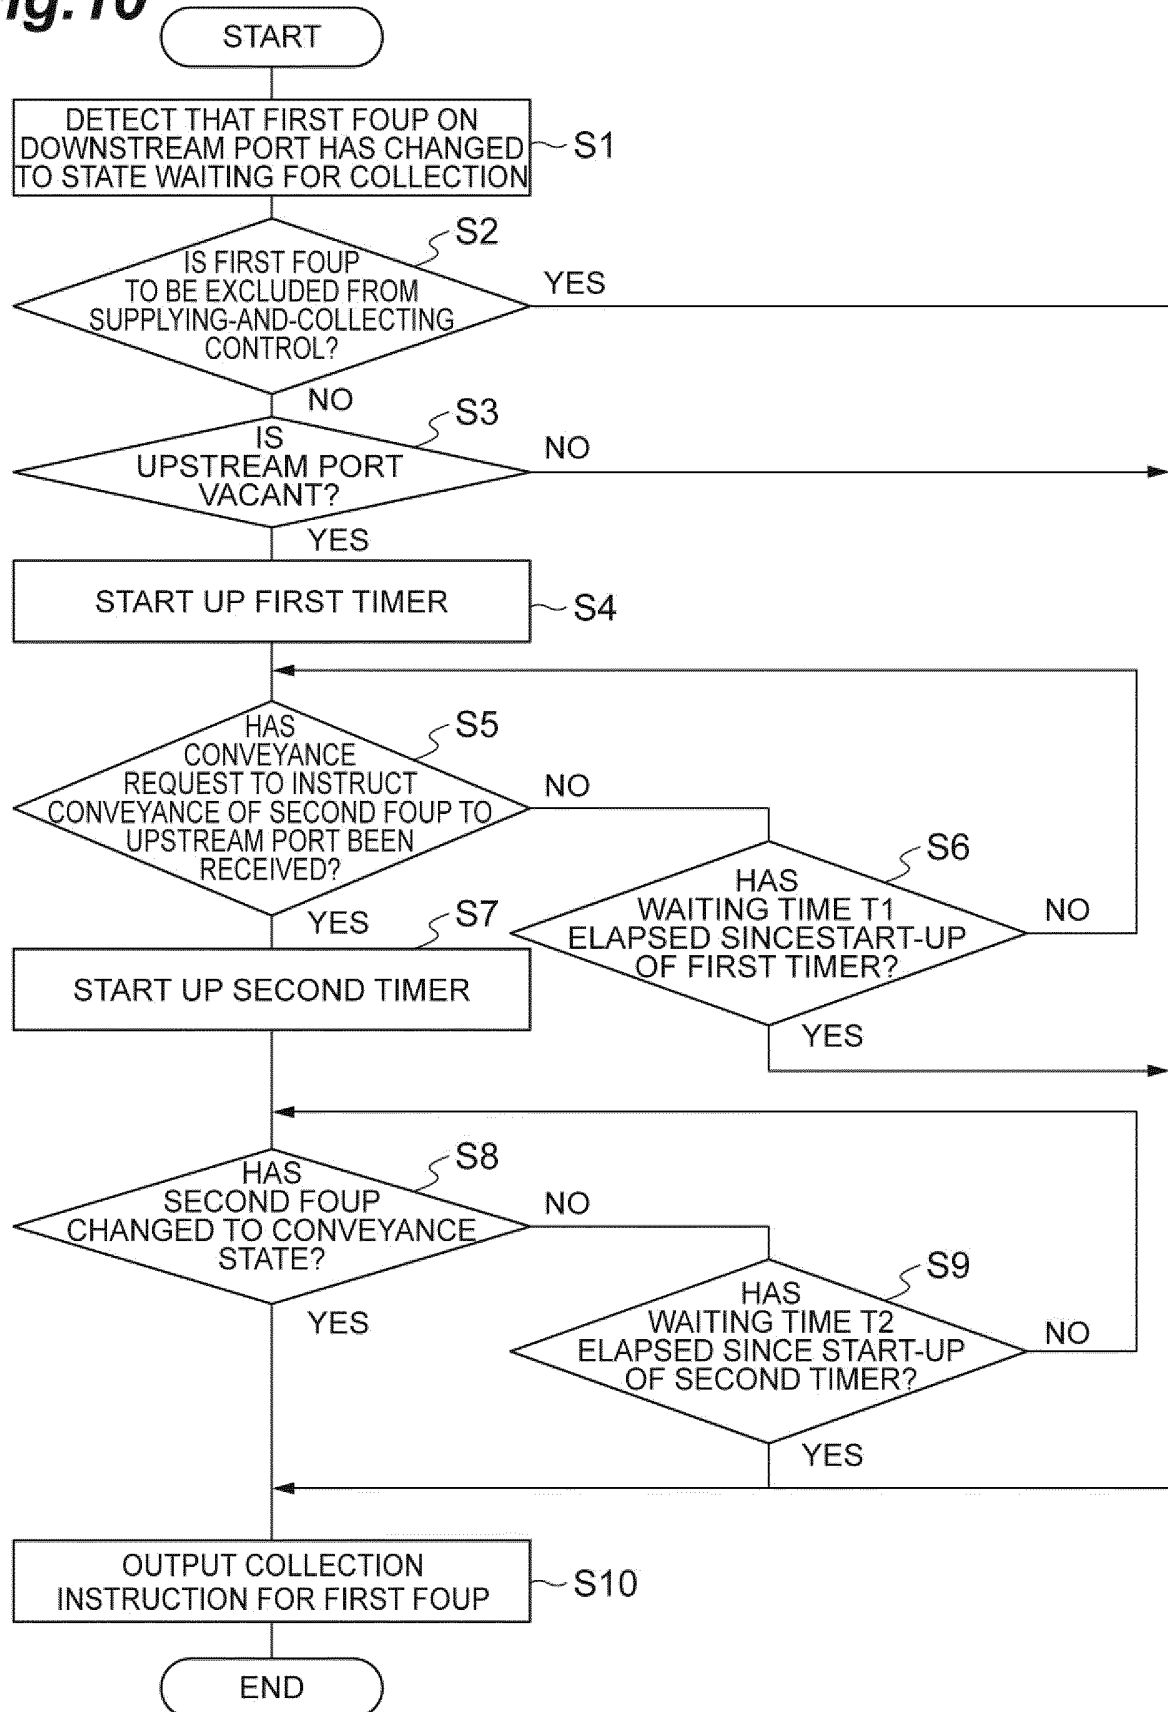 Fig.10
START
DETECT THAT FIRST FOUP ON
DOWNSTREAM PORT HAS CHANGED
TO STATE WAITING FOR COLLECTION
S1
S2
IS FIRST FOUP
TO BE EXCLUDED FROM
SUPPLYING-AND-COLLECTING
CONTROL?
YES
NO
S3
IS
UPSTREAM PORT
VACANT?
NO
YES
START UP FIRST TIMER
S4
S5
HAS
CONVEYANCE
REQUEST TO INSTRUCT
CONVEYANCE OF SECOND FOUP TO
UPSTREAM PORT BEEN
RECEIVED?
NO
YES
S6
HAS
WAITING TIME T1
ELAPSED SINCESTART-UP
OF FIRST TIMER?
NO
YES
S7
START UP SECOND TIMER
S8
HAS
SECOND FOUP
CHANGED TO CONVEYANCE
STATE?
NO
YES
S9
HAS
WAITING TIME T2
ELAPSED SINCE START-UP
OF SECOND TIMER?
NO
YES
OUTPUT COLLECTION
INSTRUCTION FOR FIRST FOUP
S10
END